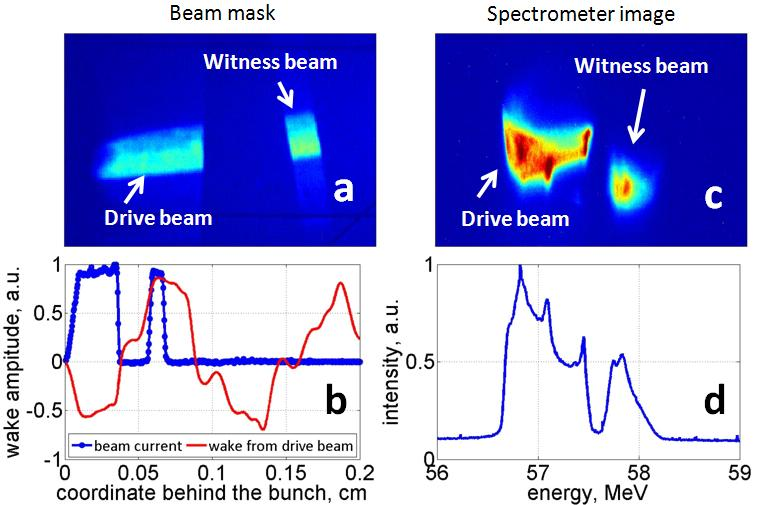 Beam mask
Spectrometer image
Witness beam
Drive beam
a
Witness beam
Drive beam
c
wake amplitude, a.u.
1
0.5
0
-0.5
-1
b
beam current
wake from drive beam
0 0.05 0.1 0.15 0.2
coordinate behind the bunch, cm
intensity, a.u.
1
0.5
0
d
56 57 58 59
energy, MeV